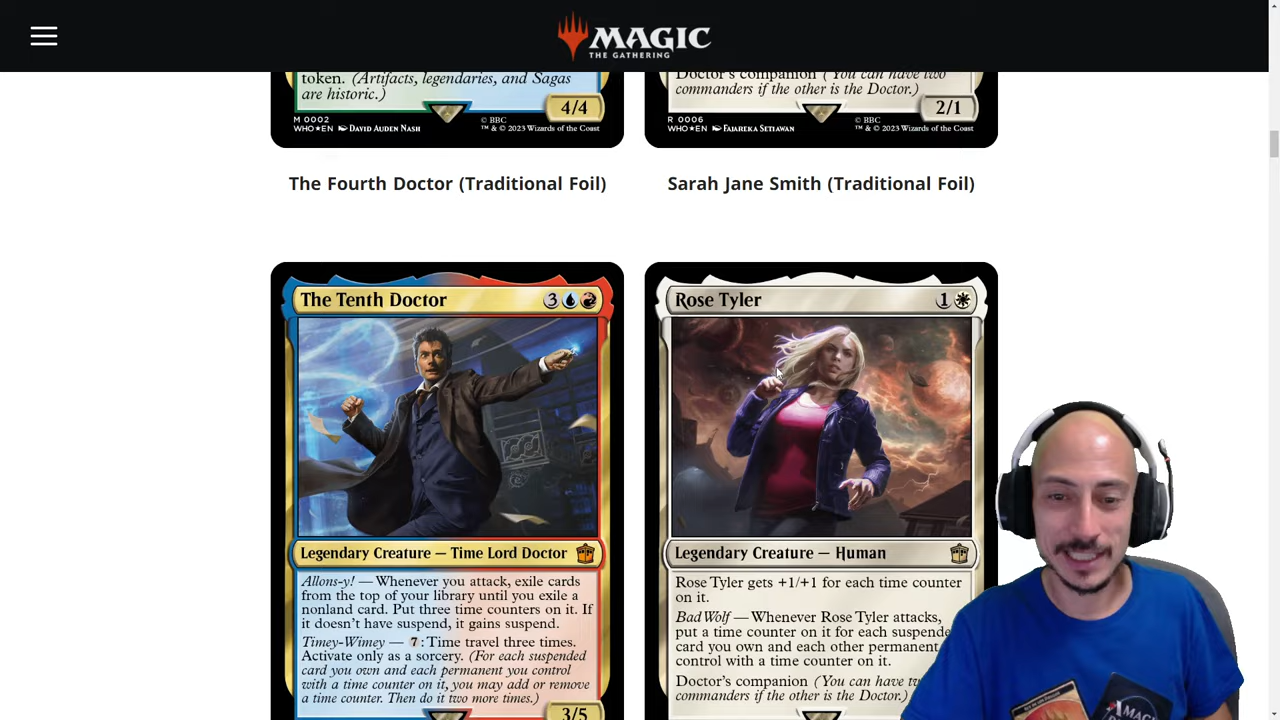 MAGIC
THE GATHERING
token. (Artifacts, legendaries, and Sagas
are historic.)
4/4
M 0002
WHO★EN David Auden Nash
© BBC
™ & © 2023 Wizards of the Coast
Doctor's companion (You can have two
commanders if the other is the Doctor.)
2/1
R 0006
WHO★EN Fajareka Setiawan
© BBC
™ & © 2023 Wizards of the Coast
The Fourth Doctor (Traditional Foil)
Sarah Jane Smith (Traditional Foil)
The Tenth Doctor 3
Legendary Creature — Time Lord Doctor
Allons-y! — Whenever you attack, exile cards
from the top of your library until you exile a
nonland card. Put three time counters on it. If
it doesn't have suspend, it gains suspend.
Timey-Wimey — 7: Time travel three times.
Activate only as a sorcery. (For each suspended
card you own and each permanent you control
with a time counter on it, you may add or remove
a time counter. Then do it two more times.)
3/5
Rose Tyler 1
Legendary Creature — Human
Rose Tyler gets +1/+1 for each time counter
on it.
Bad Wolf — Whenever Rose Tyler attacks,
put a time counter on it for each suspende
card you own and each other permanent
control with a time counter on it.
Doctor's companion (You can have tw
commanders if the other is the Doctor.)